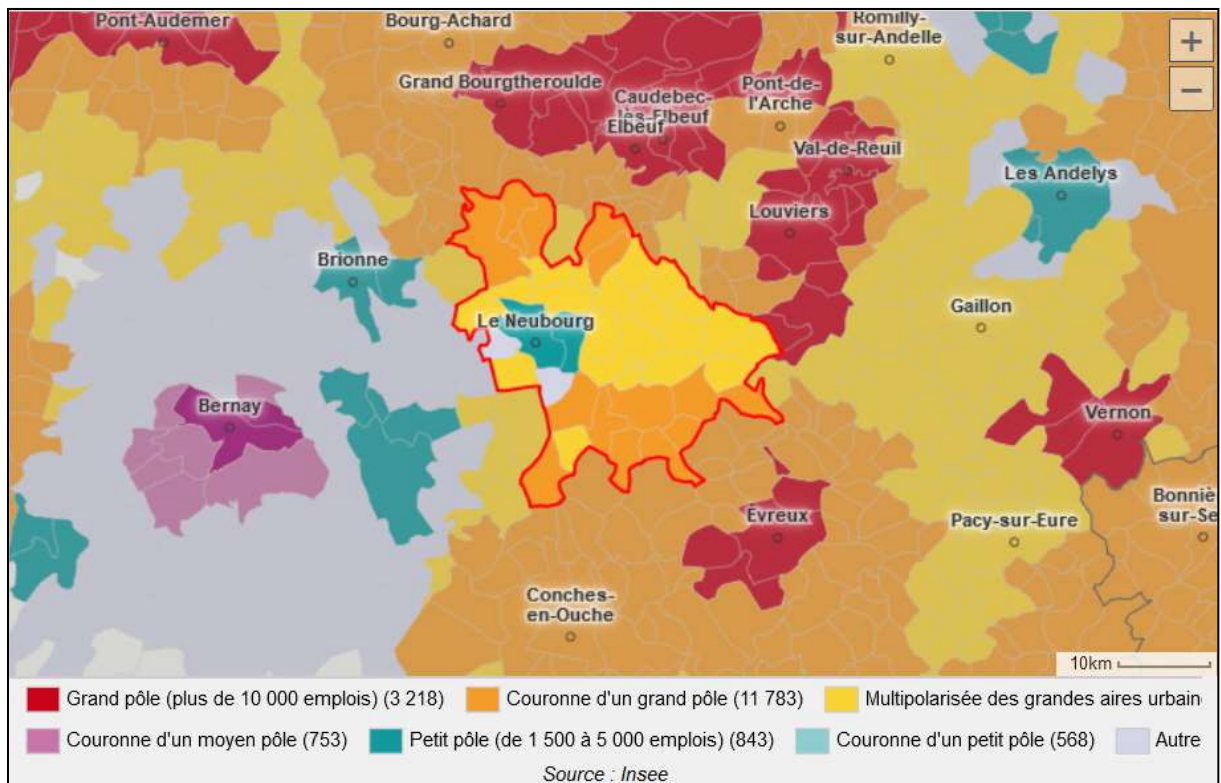 Pont-Audemer
Bourg-Achard
Romilly-
sur-Andelle
+
−
Grand Bourgtheroulde
Caudebec-
lès-Elbeuf
Elbeuf
Pont-de-
l'Arche
Val-de-Reuil
Les Andelys
Louviers
Brionne
Gaillon
Le Neubourg
Bernay
Vernon
Bonniè
sur-Se
Evreux
Pacy-sur-Eure
Conches-
en-Ouche
10km
Grand pôle (plus de 10 000 emplois) (3 218)
Couronne d'un grand pôle (11 783)
Multipolarisée des grandes aires urbain
Couronne d'un moyen pôle (753)
Petit pôle (de 1 500 à 5 000 emplois) (843)
Couronne d'un petit pôle (568)
Autre
Source : Insee